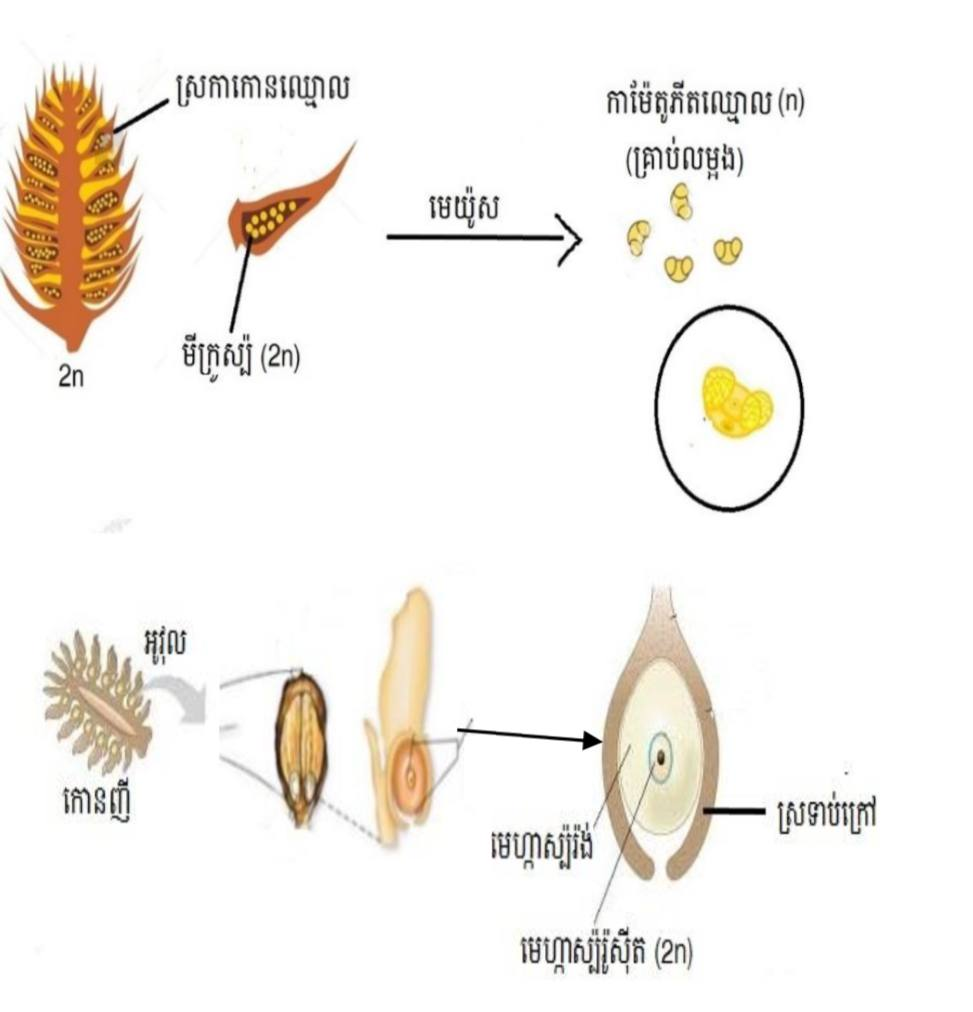 ស្រកាកោនឈ្មោល
កាម៉ែតូភីតឈ្មោល (n)
(គ្រាប់លម្អង)
មេយ៉ូស
មីក្រូស្ប៉ (2n)
2n
អូវុល
កោនញី
ស្រទាប់ក្រៅ
មេហ្កាស្ប៉ររ៉ង់
មេហ្កាស្ប៉រ៉ូស៊ីត (2n)